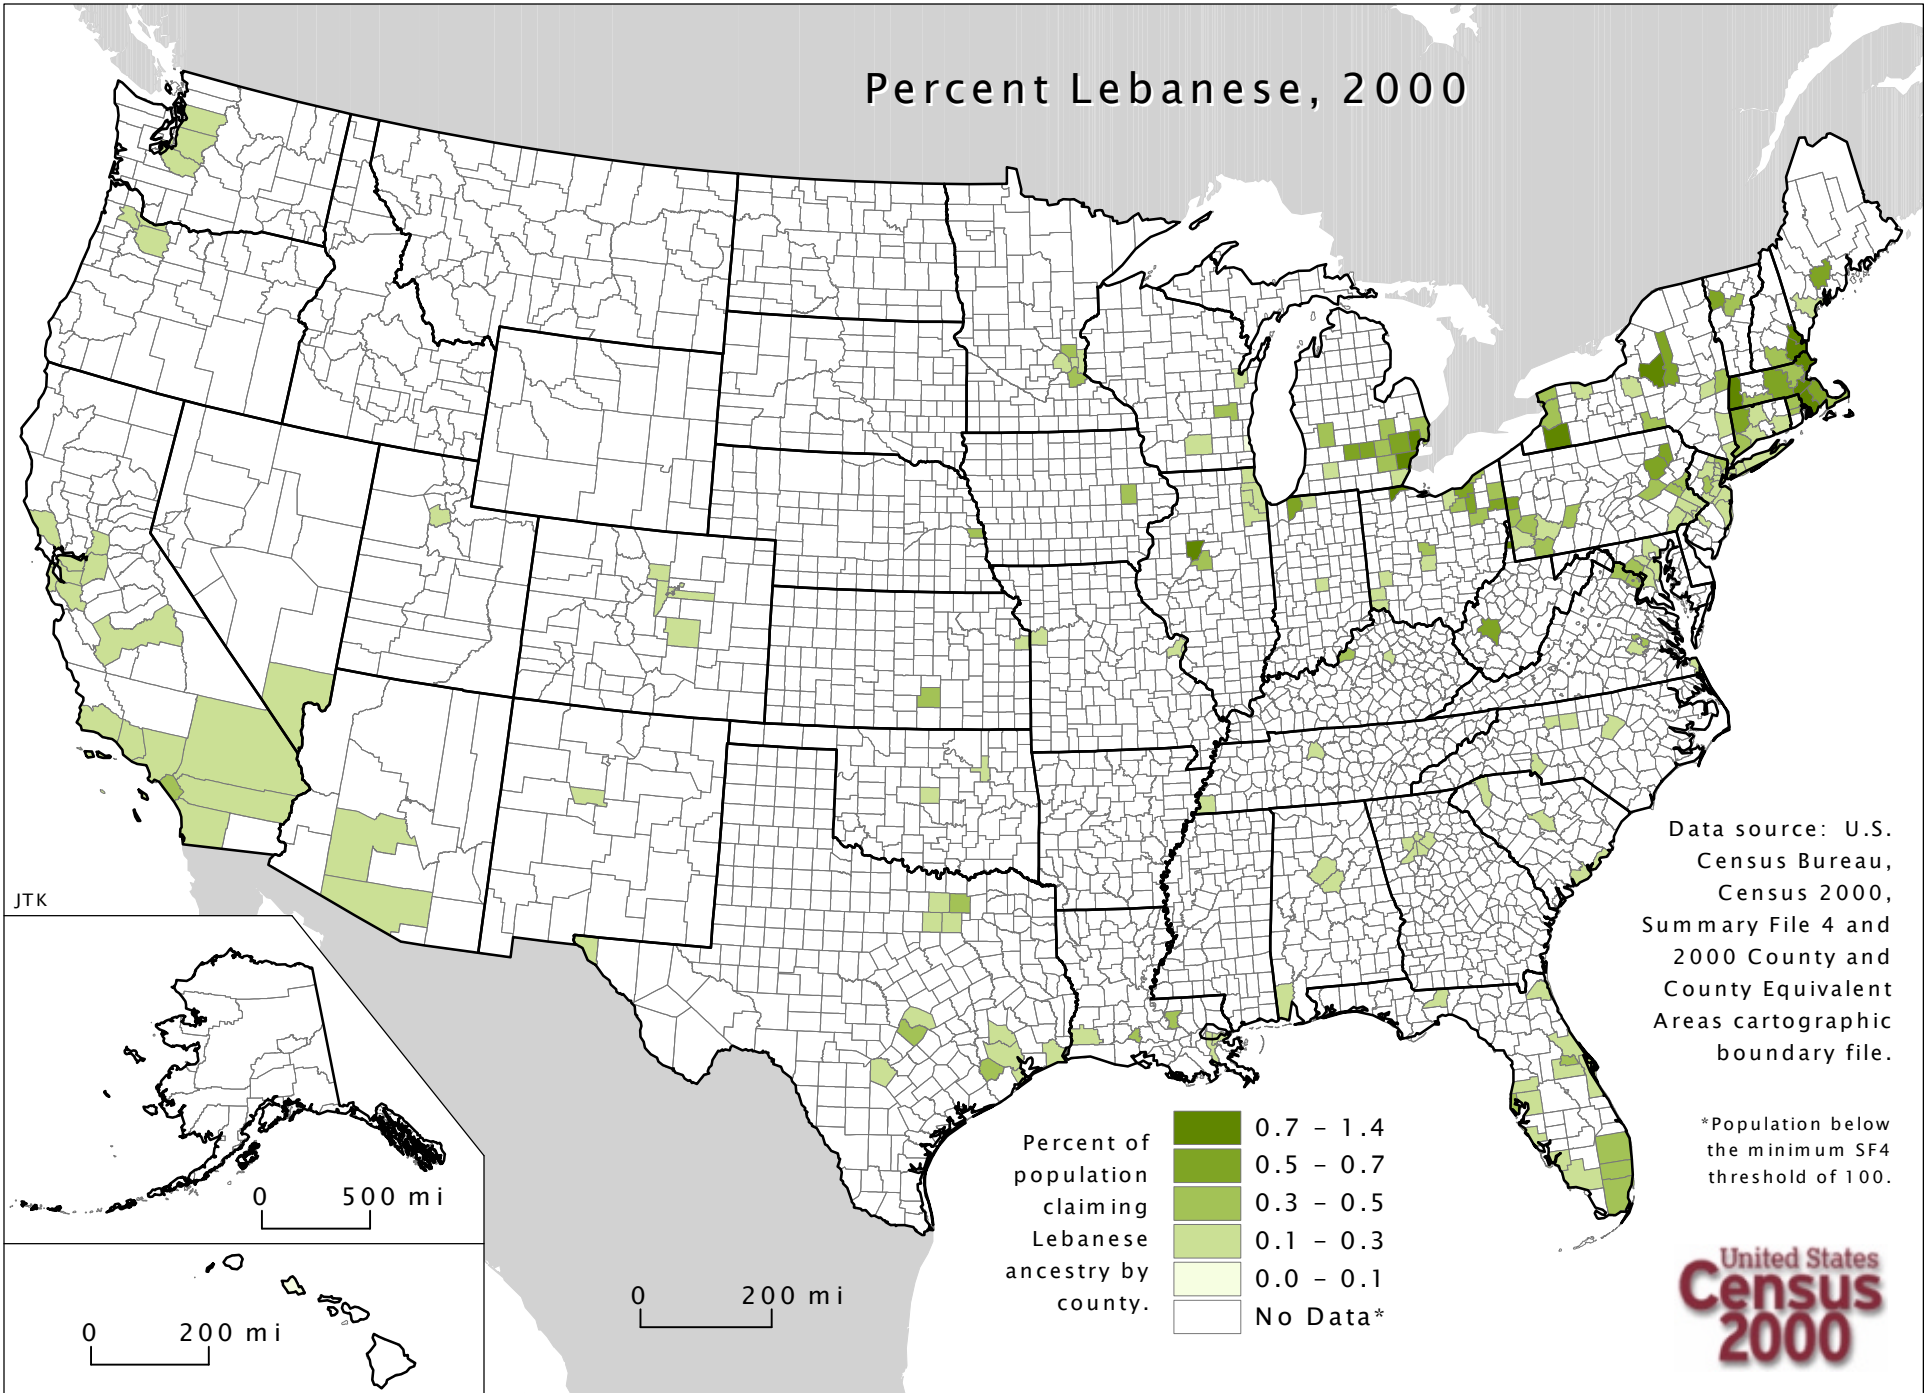 Percent Lebanese, 2000
JTK
Data source: U.S.
Census Bureau,
Census 2000,
Summary File 4 and
2000 County and
County Equivalent
Areas cartographic
boundary file.
*Population below
the minimum SF4
threshold of 100.
Percent of
population
claiming
Lebanese
ancestry by
county.
0.7 – 1.4
0.5 – 0.7
0.3 – 0.5
0.1 – 0.3
0.0 – 0.1
No Data*
0 500 mi
0 200 mi
0 200 mi
United States
Census
2000